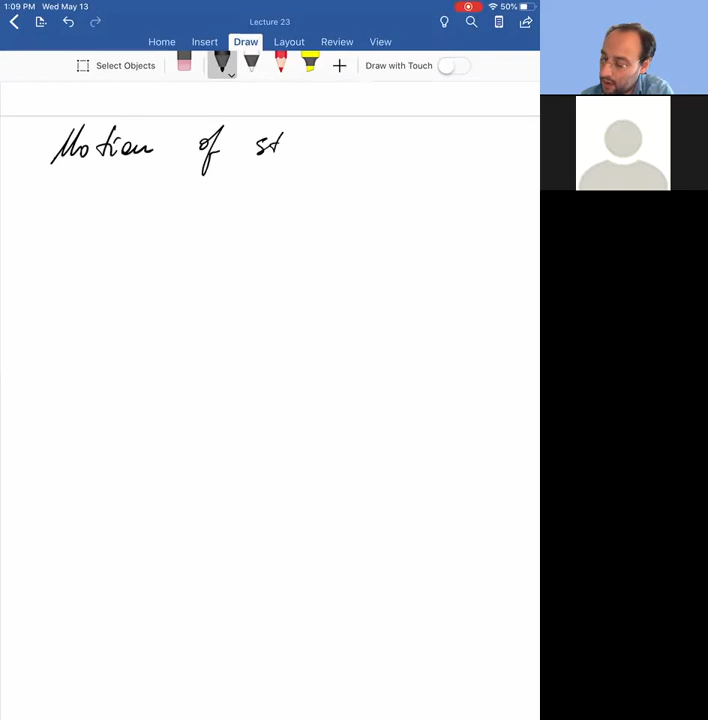 1:09 PM Wed May 13
50%
Lecture 23
Home Insert Draw Layout Review View
Select Objects
Draw with Touch
Motion of st